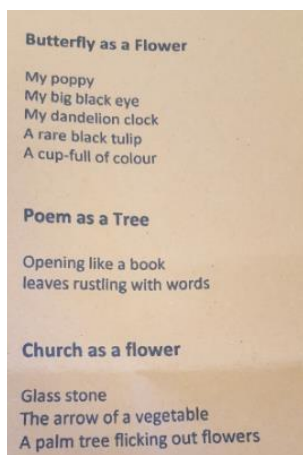 Butterfly as a Flower
My poppy
My big black eye
My dandelion clock
A rare black tulip
A cup-full of colour
Poem as a Tree
Opening like a book
leaves rustling with words
Church as a flower
Glass stone
The arrow of a vegetable
A palm tree flicking out flowers